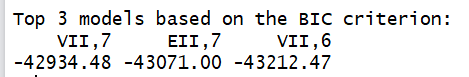 Top 3 models based on the BIC criterion:
    VII,7     EII,7     VII,6
-42934.48 -43071.00 -43212.47